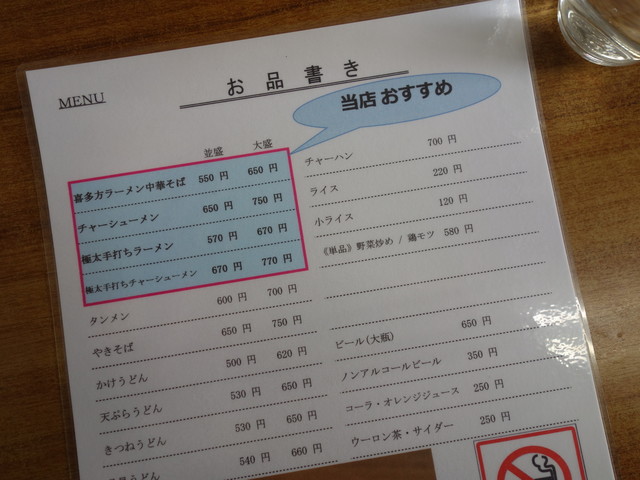 MENU
お品書き
当店 おすすめ
並盛 大盛
喜多方ラーメン中華そば 550 円 650 円
チャーシューメン 650 円 750 円
極太手打ちラーメン 570 円 670 円
極太手打ちチャーシューメン 670 円 770 円
タンメン 600 円 700 円
やきそば 650 円 750 円
かけうどん 500 円 620 円
天ぷらうどん 530 円 650 円
きつねうどん 530 円 650 円
うどん 540 円 660 円
チャーハン 700 円
ライス 220 円
小ライス 120 円
《単品》野菜炒め / 鶏モツ 580 円
ビール(大瓶) 650 円
ノンアルコールビール 350 円
コーラ・オレンジジュース 250 円
ウーロン茶・サイダー 250 円